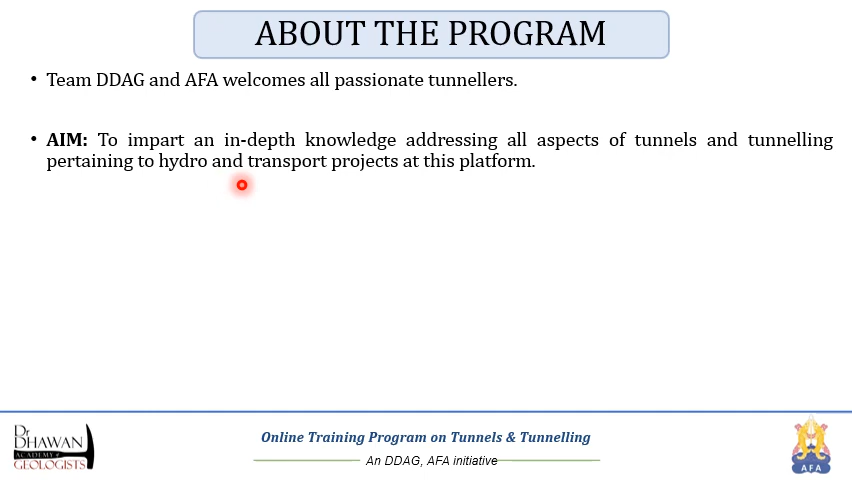 ABOUT THE PROGRAM
• Team DDAG and AFA welcomes all passionate tunnellers.
• AIM: To impart an in-depth knowledge addressing all aspects of tunnels and tunnelling
pertaining to hydro and transport projects at this platform.
Dr
DHAWAN
ACADEMY of
GEOLOGISTS
Online Training Program on Tunnels & Tunnelling
An DDAG, AFA initiative
AFA